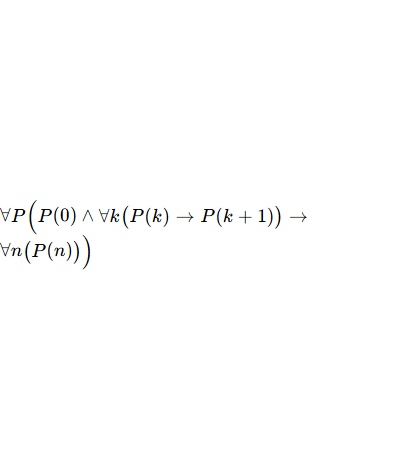 ∀P(P(0) ∧ ∀k(P(k) → P(k + 1)) →
∀n(P(n)))